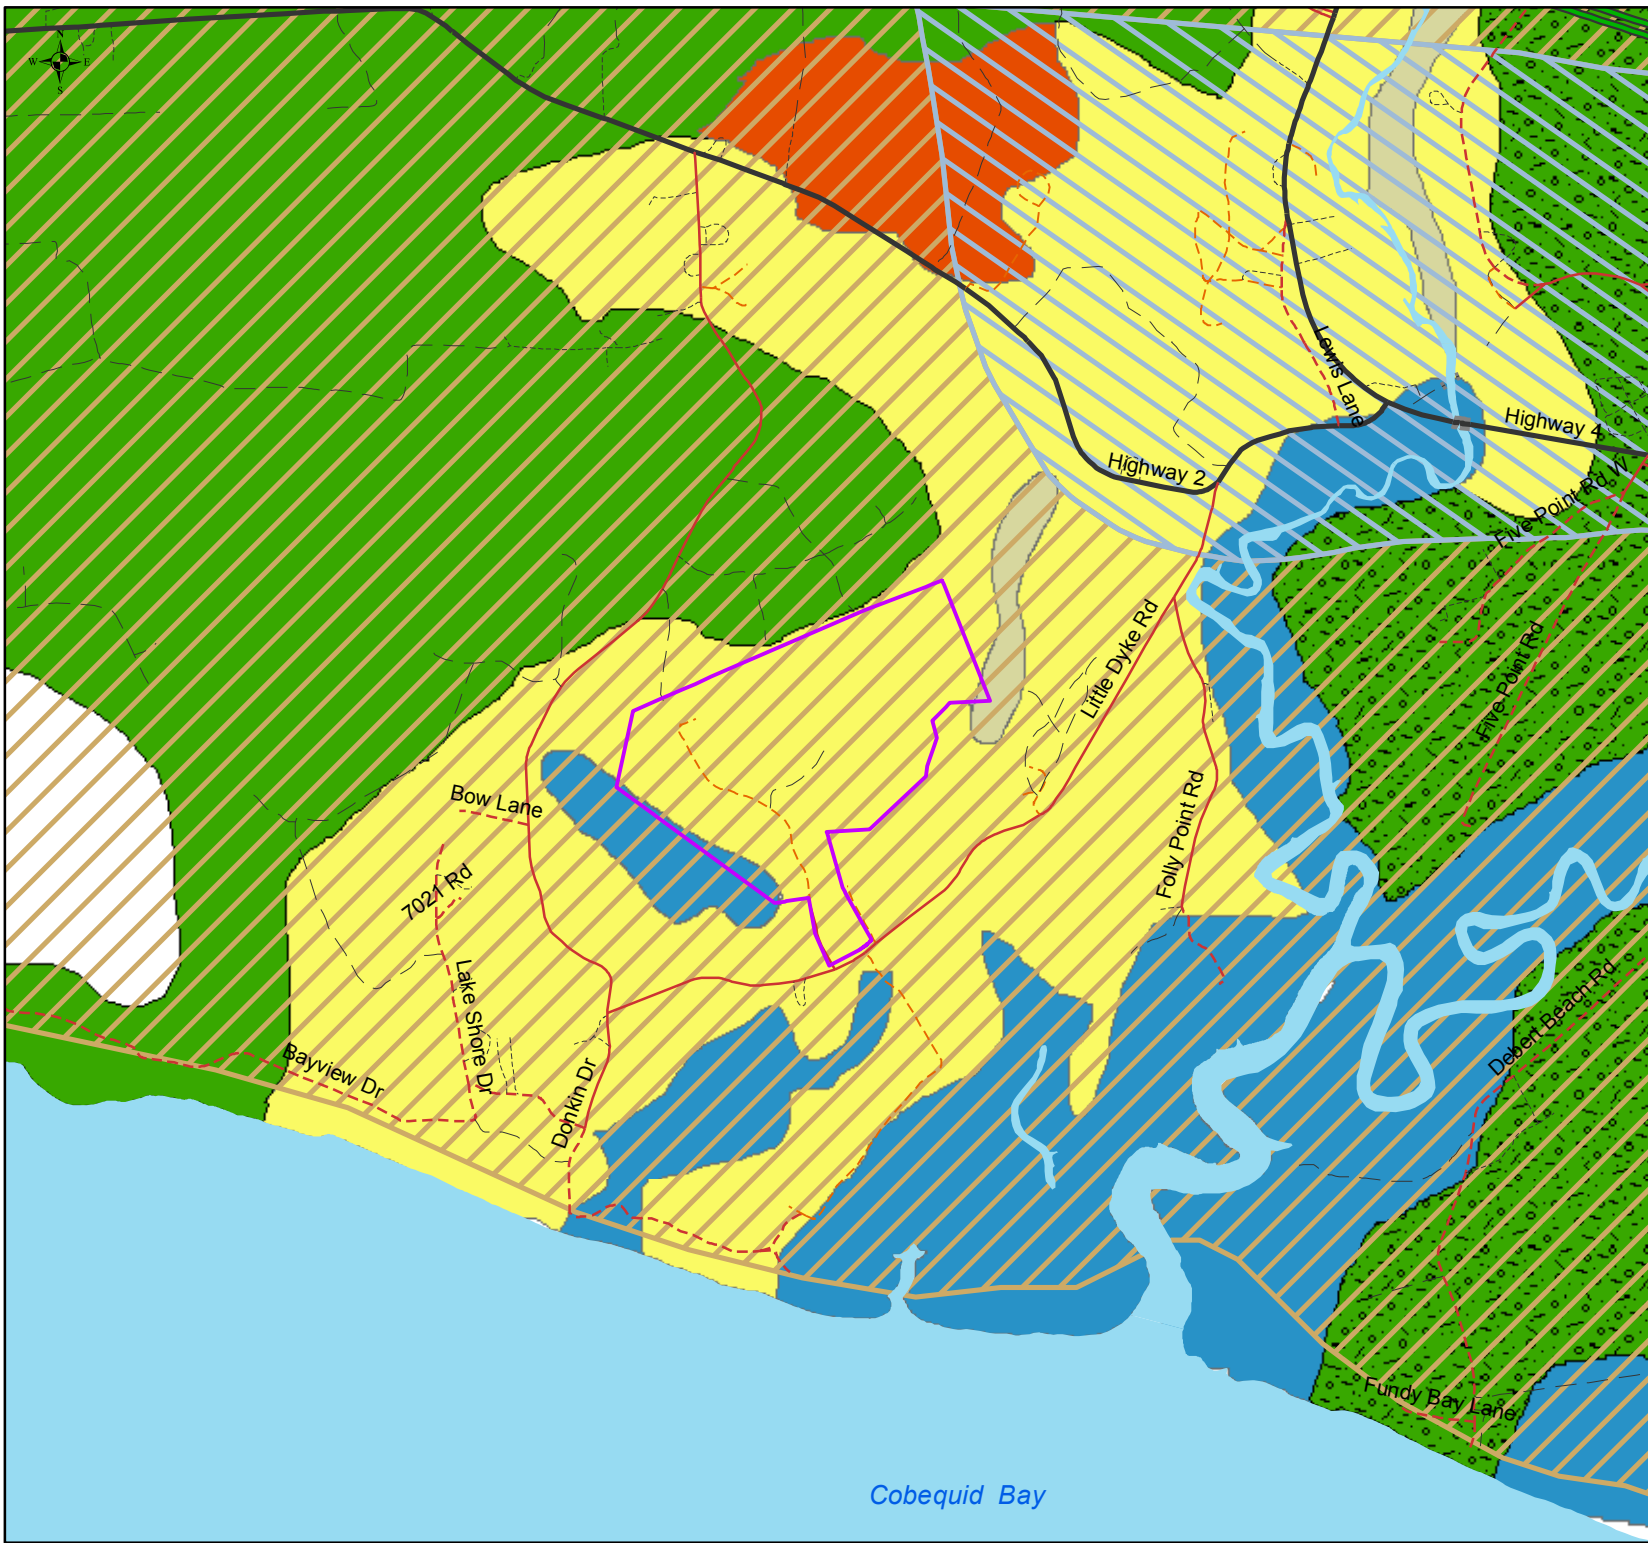 N
W E
S
Lewis Lane
Highway 4
Highway 2
Five Point Rd W
Little Dyke Rd
Five Point Rd
Bow Lane
Folly Point Rd
7021 Rd
Lake Shore Dr
Debert Beach Rd
Bayview Dr
Donkin Dr
Fundy Bay Lane
Cobequid Bay